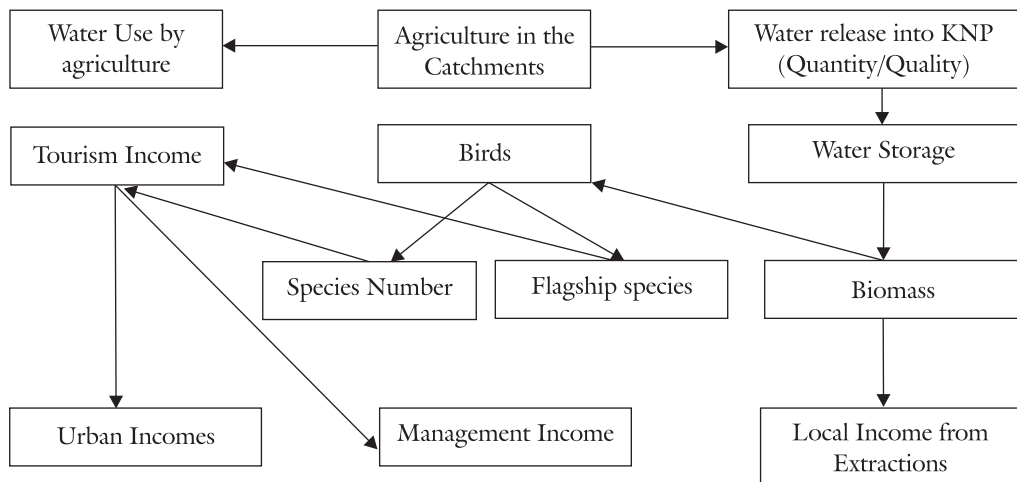 Water Use by
agriculture
Agriculture in the
Catchments
Water release into KNP
(Quantity/Quality)
Tourism Income
Birds
Water Storage
Species Number
Flagship species
Biomass
Urban Incomes
Management Income
Local Income from
Extractions